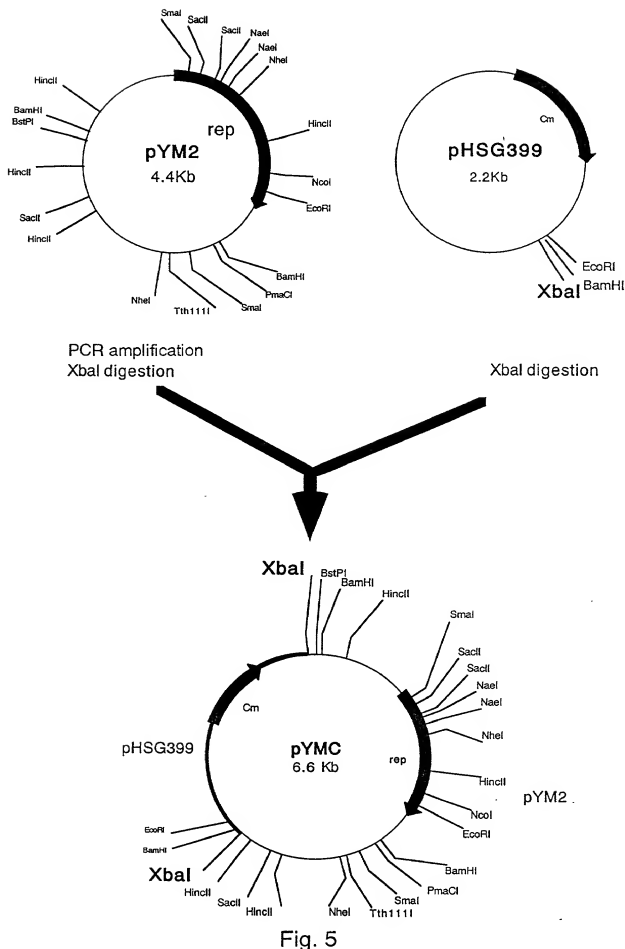 SmaI
SacII
SacII
NaeI
NaeI
NheI
HincII
HincII
BamHI
BstPI
HincII
SacII
HincII
rep
pYM2
4.4Kb
NcoI
EcoRI
BamHI
PmaCI
SmaI
Tth111I
NheI
Cm
pHSG399
2.2Kb
EcoRI
BamHI
XbaI
PCR amplification
XbaI digestion
XbaI digestion
XbaI
BstPI
BamHI
HincII
SmaI
SacII
SacII
NaeI
NaeI
NheI
HincII
NcoI
EcoRI
Cm
pHSG399
pYMC
6.6 Kb
rep
pYM2
EcoRI
BamHI
XbaI
HincII
SacII
HincII
NheI
Tth111I
SmaI
PmaCI
BamHI
Fig. 5